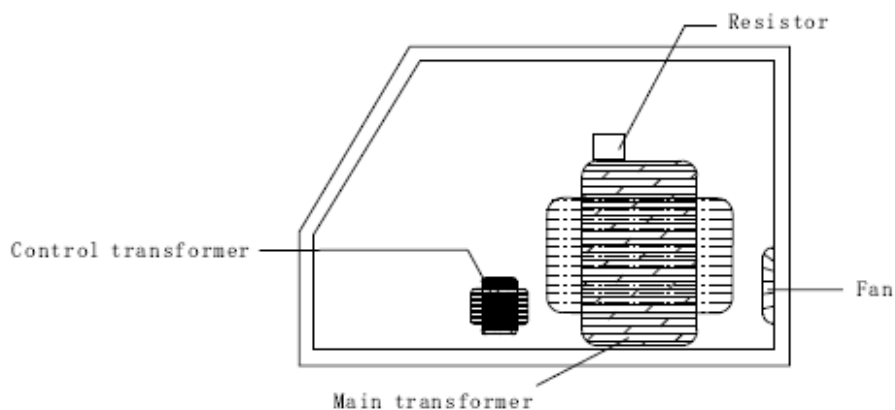 Resistor
Control transformer
Fan
Main transformer